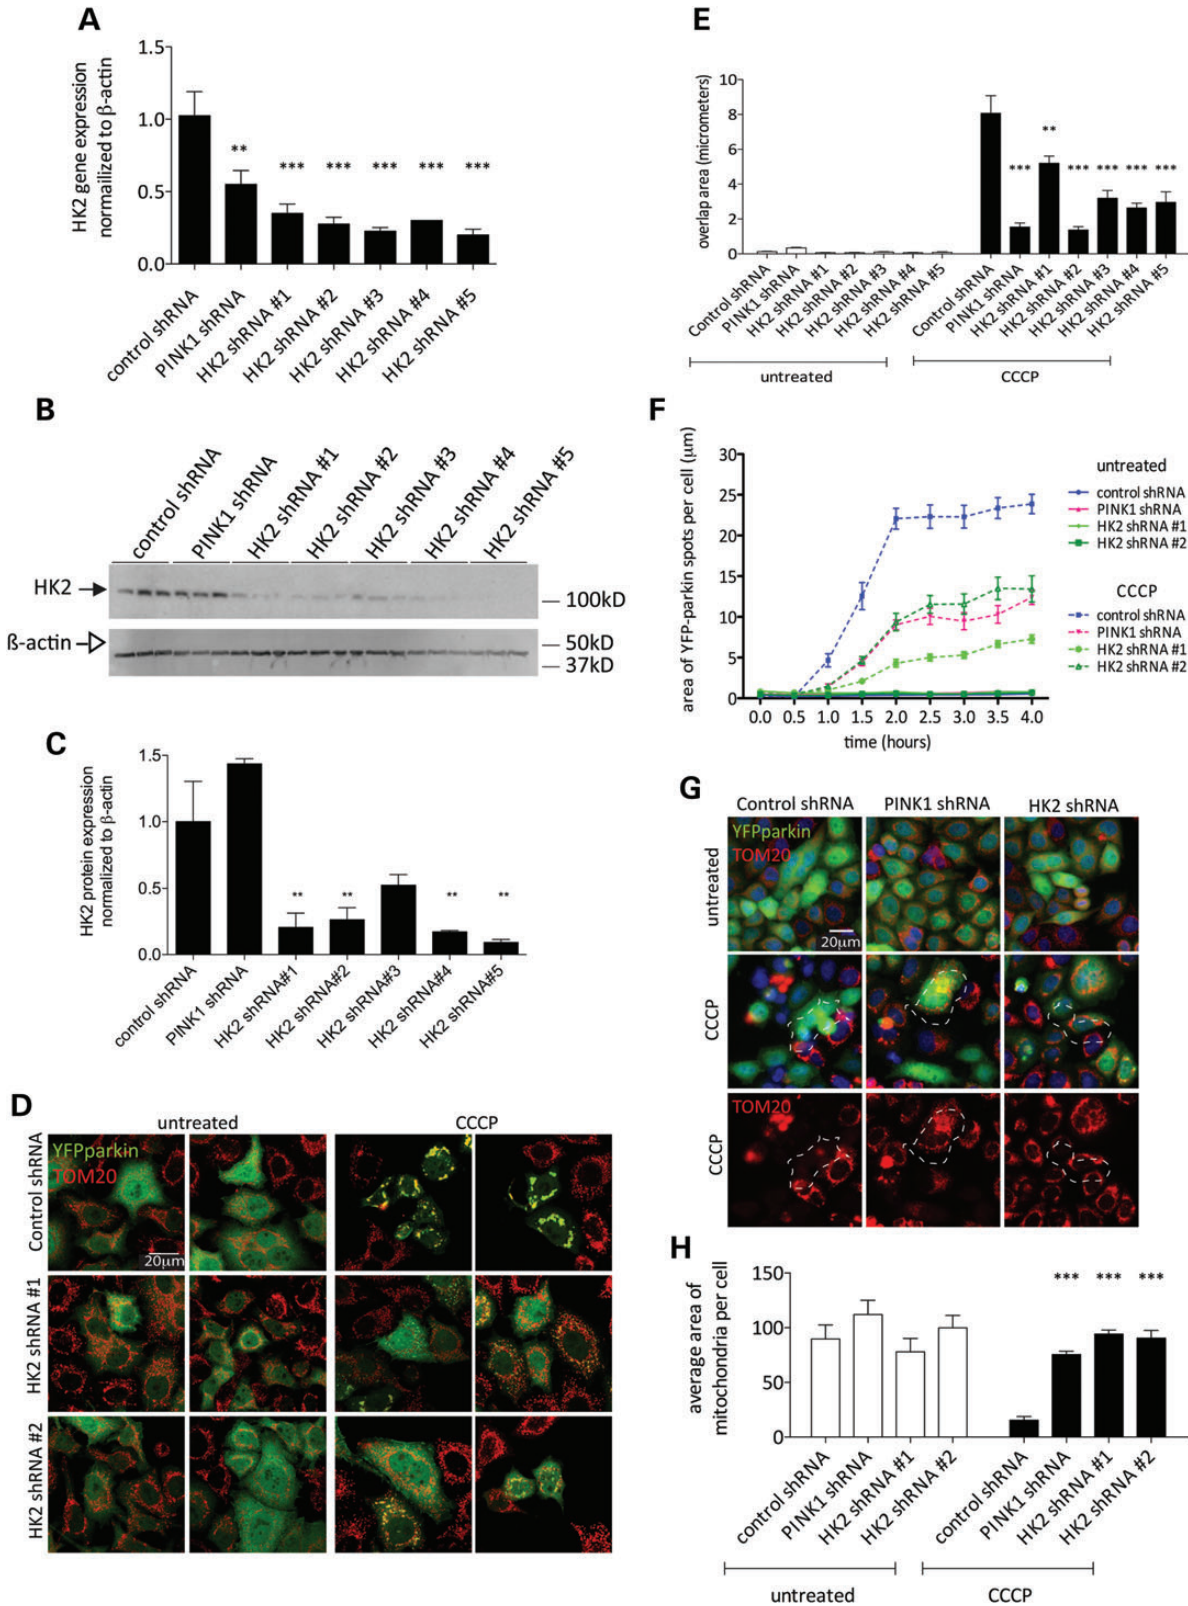 A
HK2 gene expression
normailized to β-actin
1.5
1.0
0.5
0.0
**
***
***
***
***
***
control shRNA
PINK1 shRNA
HK2 shRNA #1
HK2 shRNA #2
HK2 shRNA #3
HK2 shRNA #4
HK2 shRNA #5
B
control shRNA
PINK1 shRNA
HK2 shRNA #1
HK2 shRNA #2
HK2 shRNA #3
HK2 shRNA #4
HK2 shRNA #5
HK2
100kD
ß-actin
50kD
37kD
C
HK2 protein expression
normalized to β-actin
1.5
1.0
0.5
0.0
**
**
**
**
control shRNA
PINK1 shRNA
HK2 shRNA#1
HK2 shRNA#2
HK2 shRNA#3
HK2 shRNA#4
HK2 shRNA#5
D
untreated
CCCP
Control shRNA
HK2 shRNA #1
HK2 shRNA #2
YFPparkin
TOM20
20μm
E
overlap area (micrometers)
10
8
6
4
2
0
***
**
***
***
***
***
Control shRNA
PINK1 shRNA
HK2 shRNA #1
HK2 shRNA #2
HK2 shRNA #3
HK2 shRNA #4
HK2 shRNA #5
Control shRNA
PINK1 shRNA
HK2 shRNA #1
HK2 shRNA #2
HK2 shRNA #3
HK2 shRNA #4
HK2 shRNA #5
untreated
CCCP
F
area of YFP-parkin spots per cell (μm)
30
25
20
15
10
5
0
0.0 0.5 1.0 1.5 2.0 2.5 3.0 3.5 4.0
time (hours)
untreated
control shRNA
PINK1 shRNA
HK2 shRNA #1
HK2 shRNA #2
CCCP
control shRNA
PINK1 shRNA
HK2 shRNA #1
HK2 shRNA #2
G
Control shRNA
PINK1 shRNA
HK2 shRNA
untreated
CCCP
CCCP
YFPparkin
TOM20
20μm
TOM20
H
average area of
mitochondria per cell
150
100
50
0
***
***
***
control shRNA
PINK1 shRNA
HK2 shRNA #1
HK2 shRNA #2
control shRNA
PINK1 shRNA
HK2 shRNA #1
HK2 shRNA #2
untreated
CCCP